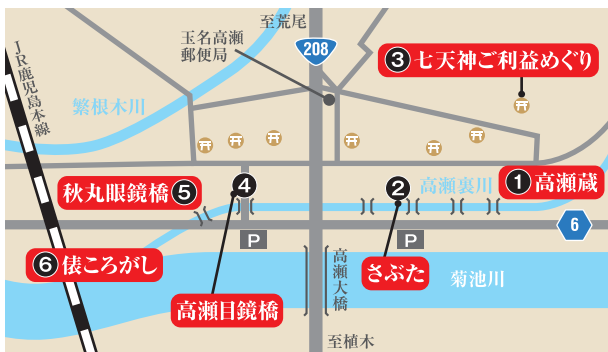 至荒尾
玉名高瀬
郵便局
208
③七天神ご利益めぐり
JR鹿児島本線
繁根木川
秋丸眼鏡橋⑤
④
②
高瀬裏川
①高瀬蔵
6
P
P
⑥俵ころがし
高瀬目鏡橋
高瀬大橋
さぶた
菊池川
至植木